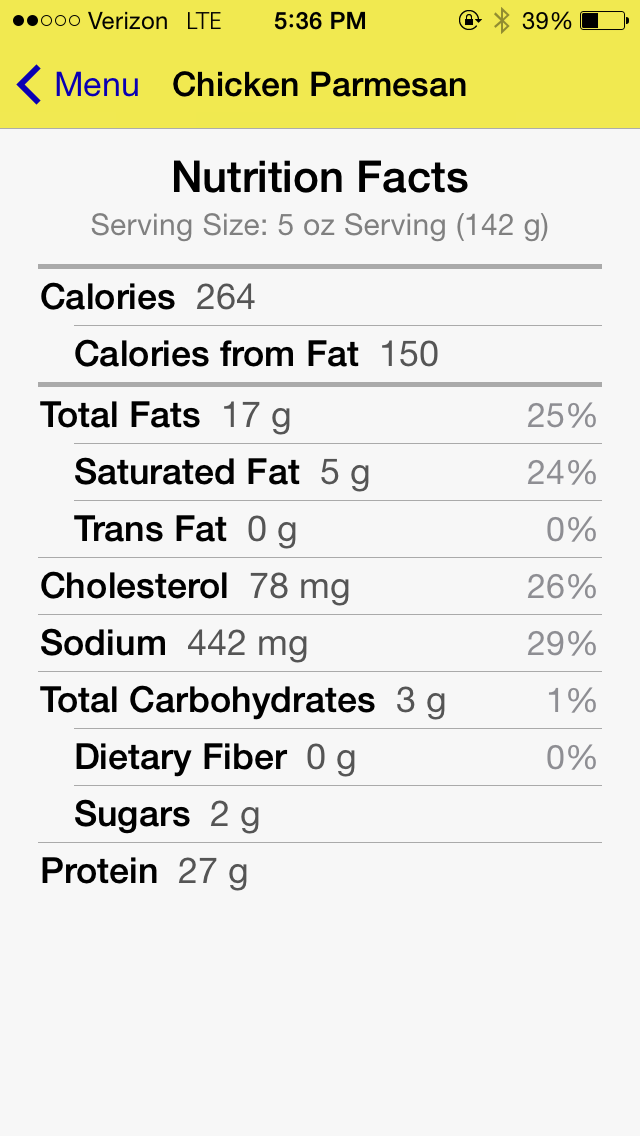 Verizon LTE 5:36 PM 39%
Menu Chicken Parmesan
Nutrition Facts
Serving Size: 5 oz Serving (142 g)
Calories 264
Calories from Fat 150
Total Fats 17 g 25%
Saturated Fat 5 g 24%
Trans Fat 0 g 0%
Cholesterol 78 mg 26%
Sodium 442 mg 29%
Total Carbohydrates 3 g 1%
Dietary Fiber 0 g 0%
Sugars 2 g
Protein 27 g